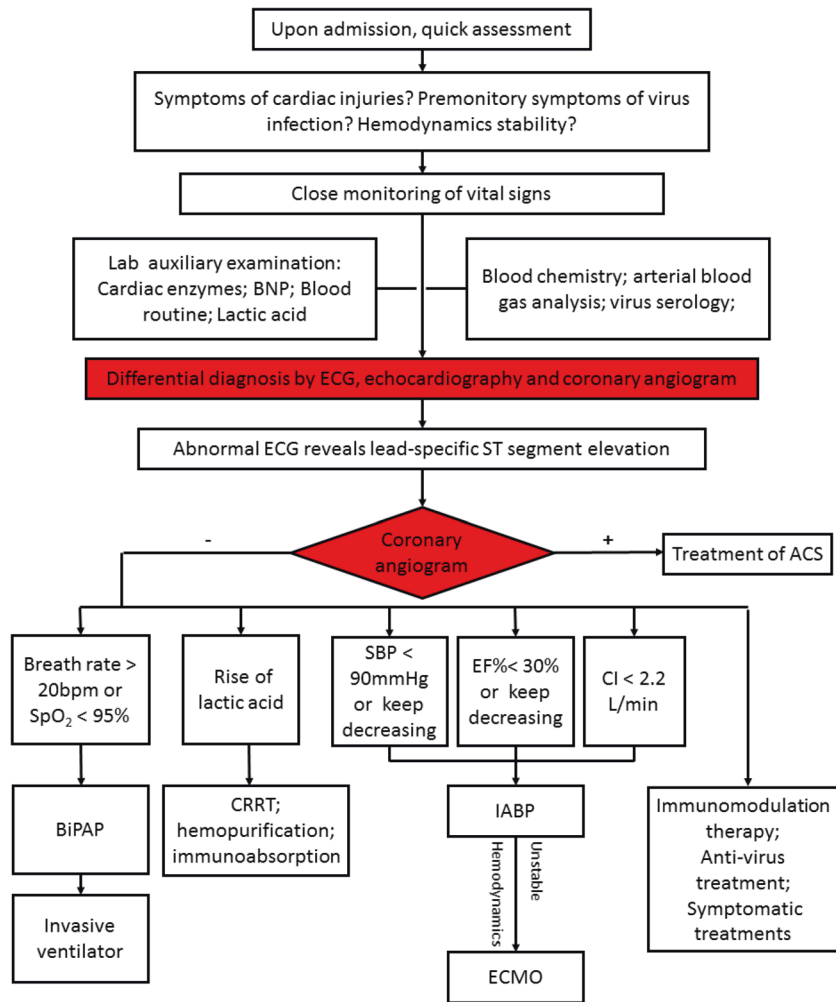 Upon admission, quick assessment
Symptoms of cardiac injuries? Premonitory symptoms of virus
infection? Hemodynamics stability?
Close monitoring of vital signs
Lab auxiliary examination:
Cardiac enzymes; BNP; Blood
routine; Lactic acid
Blood chemistry; arterial blood
gas analysis; virus serology;
Differential diagnosis by ECG, echocardiography and coronary angiogram
Abnormal ECG reveals lead-specific ST segment elevation
-
Coronary
angiogram
+
Treatment of ACS
Breath rate >
20bpm or
SpO₂ < 95%
Rise of
lactic acid
SBP <
90mmHg
or keep
decreasing
EF%< 30%
or keep
decreasing
CI < 2.2
L/min
BiPAP
CRRT;
hemopurification;
immunoabsorption
IABP
Immunomodulation
therapy;
Anti-virus
treatment;
Symptomatic
treatments
Unstable
Hemodynamics
Invasive
ventilator
ECMO